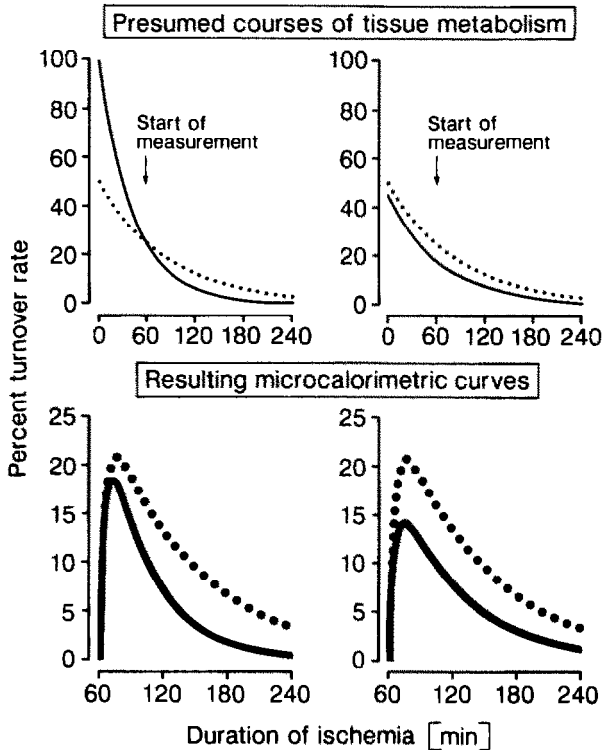 Presumed courses of tissue metabolism
100
80
60
40
20
0
Start of
measurement
0 60 120 180 240
100
80
60
40
20
0
Start of
measurement
0 60 120 180 240
Percent turnover rate
Resulting microcalorimetric curves
25
20
15
10
5
0
60 120 180 240
25
20
15
10
5
0
60 120 180 240
Duration of ischemia [min]